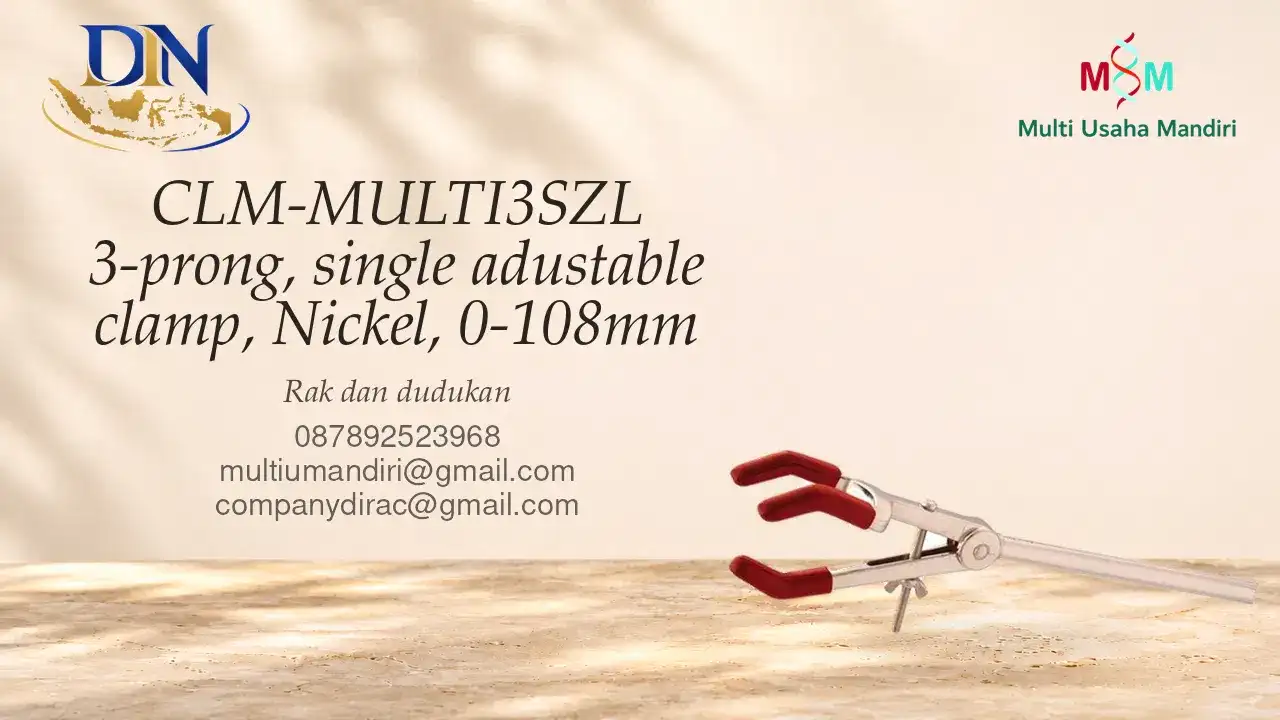 DIN
M M
Multi Usaha Mandiri
CLM-MULTI3SZL
3-prong, single adustable
clamp, Nickel, 0-108mm
Rak dan dudukan
087892523968
multiumandiri@gmail.com
companydirac@gmail.com